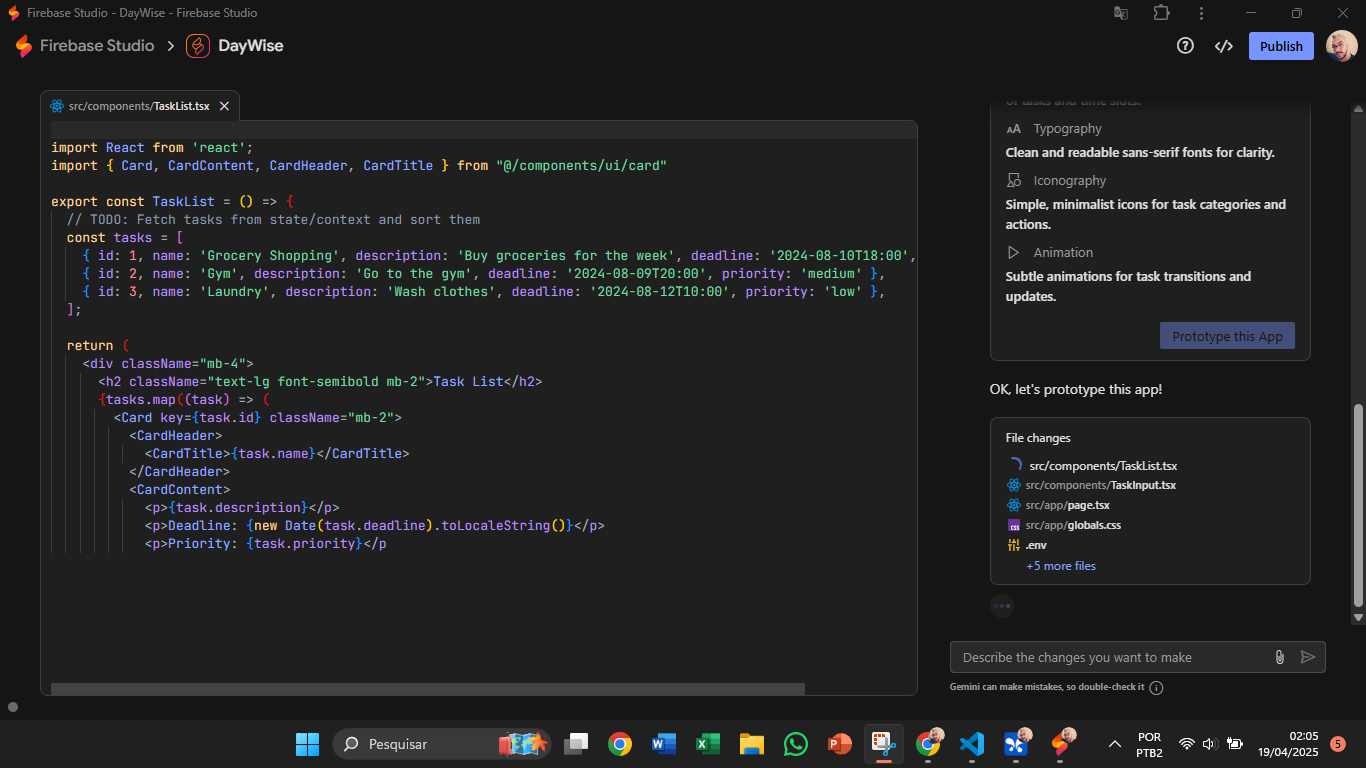 Firebase Studio - DayWise - Firebase Studio
Firebase Studio
DayWise
Publish
src/components/TaskList.tsx
import React from 'react';
import { Card, CardContent, CardHeader, CardTitle } from "@/components/ui/card"
export const TaskList = () => {
// TODO: Fetch tasks from state/context and sort them
const tasks = [
{ id: 1, name: 'Grocery Shopping', description: 'Buy groceries for the week', deadline: '2024-08-10T18:00',
{ id: 2, name: 'Gym', description: 'Go to the gym', deadline: '2024-08-09T20:00', priority: 'medium' },
{ id: 3, name: 'Laundry', description: 'Wash clothes', deadline: '2024-08-12T10:00', priority: 'low' },
];
return (
<div className="mb-4">
<h2 className="text-lg font-semibold mb-2">Task List</h2>
{tasks.map((task) => (
<Card key={task.id} className="mb-2">
<CardHeader>
<CardTitle>{task.name}</CardTitle>
</CardHeader>
<CardContent>
<p>{task.description}</p>
<p>Deadline: {new Date(task.deadline).toLocaleString()}</p>
<p>Priority: {task.priority}</p
of tasks and time slots.
Typography
Clean and readable sans-serif fonts for clarity.
Iconography
Simple, minimalist icons for task categories and
actions.
Animation
Subtle animations for task transitions and
updates.
Prototype this App
OK, let's prototype this app!
File changes
src/components/TaskList.tsx
src/components/TaskInput.tsx
src/app/page.tsx
src/app/globals.css
.env
+5 more files
Describe the changes you want to make
Gemini can make mistakes, so double-check it
Pesquisar
POR
PTB2
02:05
19/04/2025
5